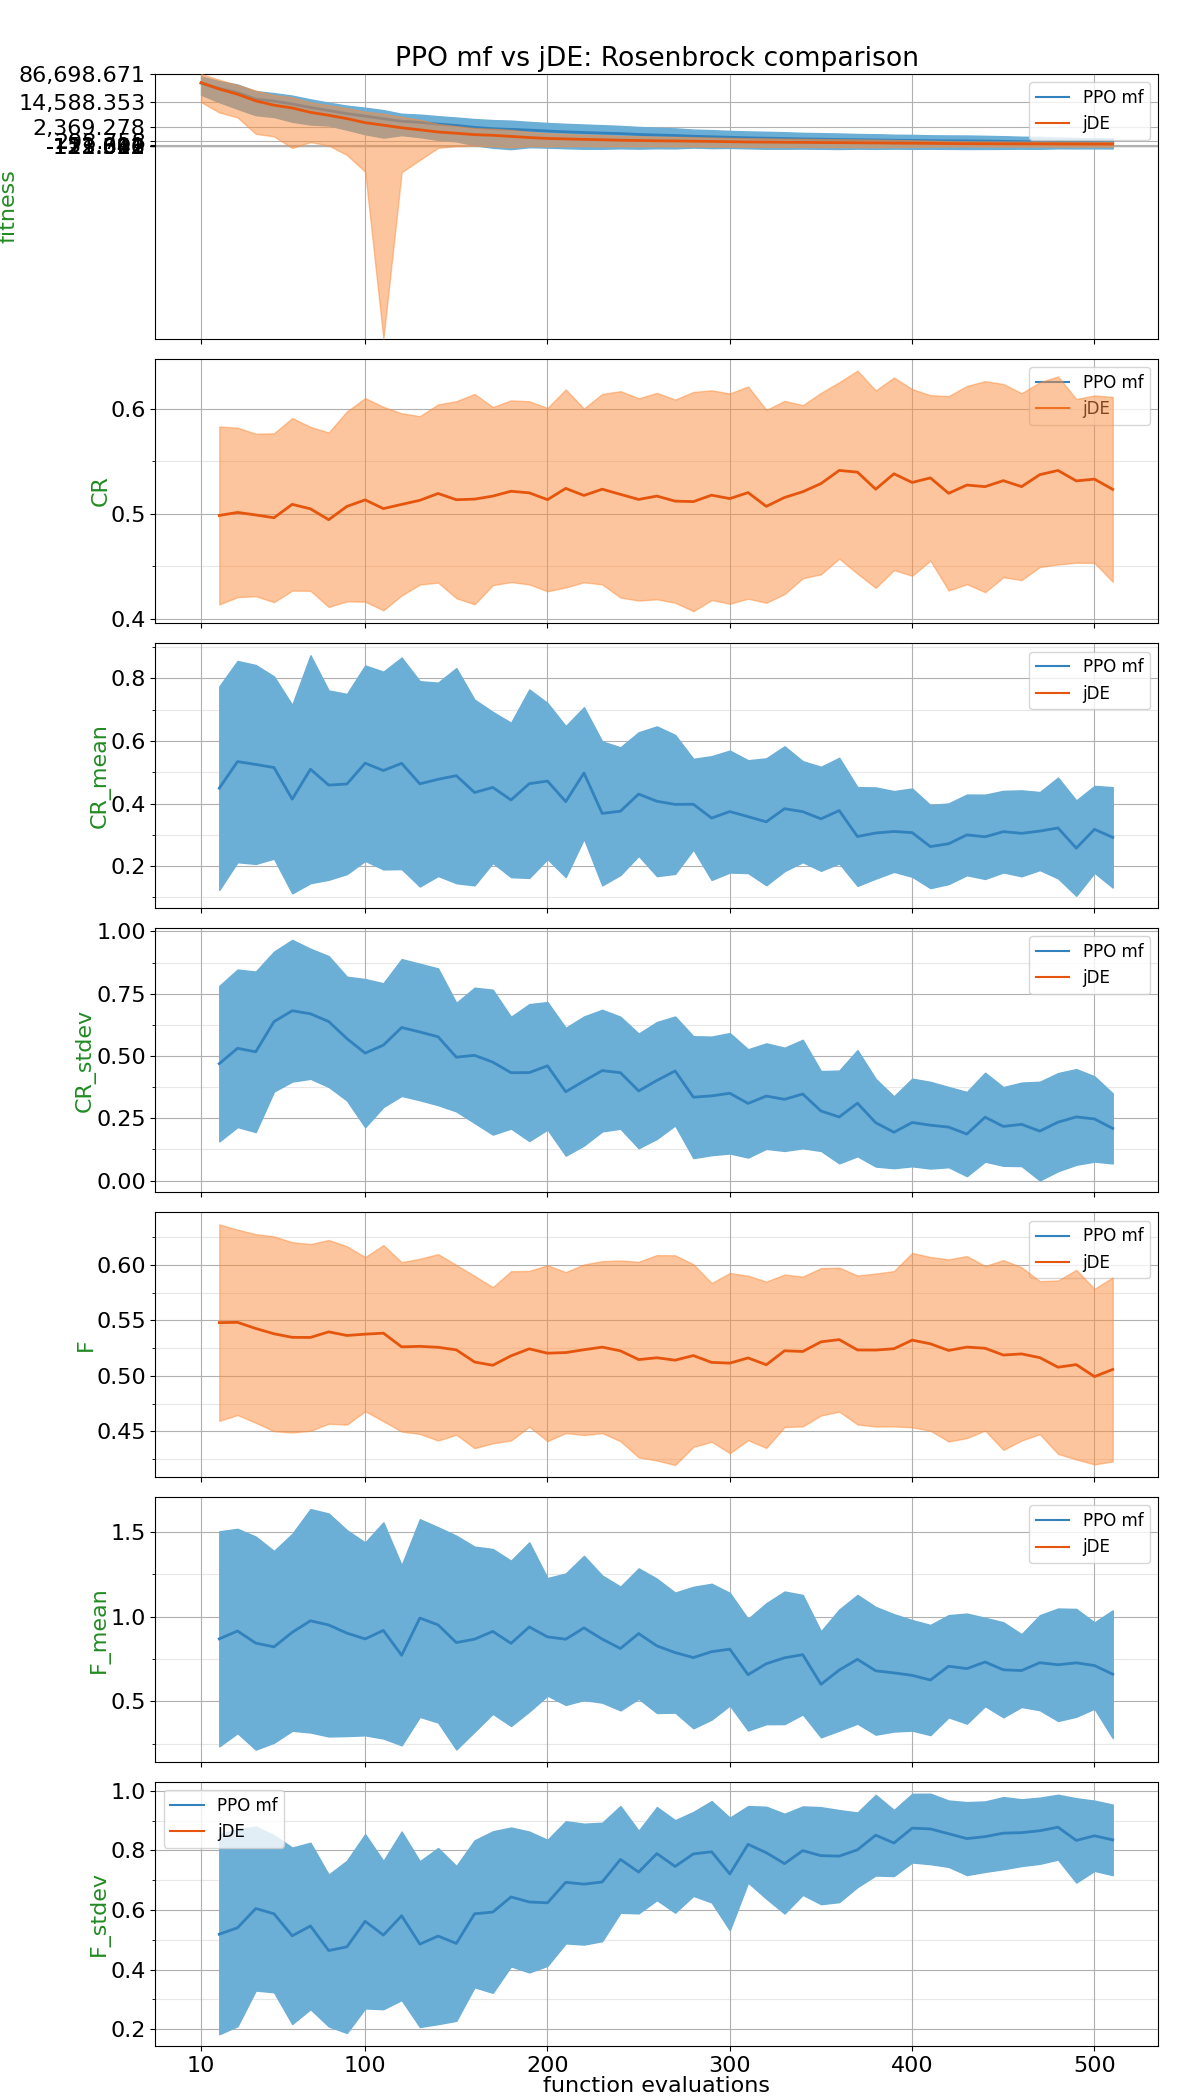 PPO mf vs jDE: Rosenbrock comparison
86,698.671
14,588.353
2,369.278
fitness
PPO mf
jDE
0.6
0.5
0.4
CR
PPO mf
jDE
0.8
0.6
0.4
0.2
CR_mean
PPO mf
jDE
1.00
0.75
0.50
0.25
0.00
CR_stdev
PPO mf
jDE
0.60
0.55
0.50
0.45
F
PPO mf
jDE
1.5
1.0
0.5
F_mean
PPO mf
jDE
1.0
0.8
0.6
0.4
0.2
F_stdev
PPO mf
jDE
10 100 200 300 400 500
function evaluations